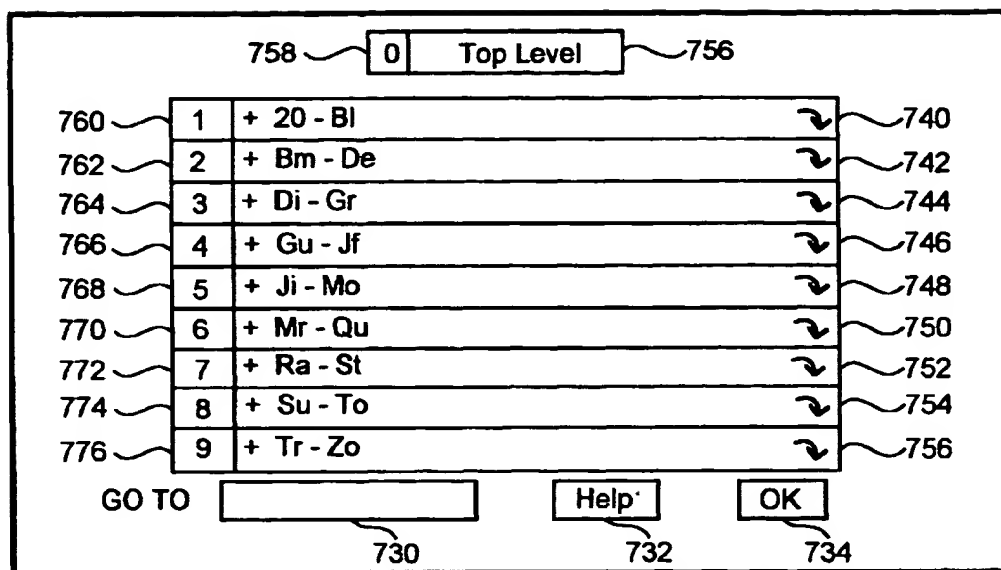 758 0 Top Level 756
760 1 + 20 - Bl 740
762 2 + Bm - De 742
764 3 + Di - Gr 744
766 4 + Gu - Jf 746
768 5 + Ji - Mo 748
770 6 + Mr - Qu 750
772 7 + Ra - St 752
774 8 + Su - To 754
776 9 + Tr - Zo 756
GO TO Help OK
730 732 734